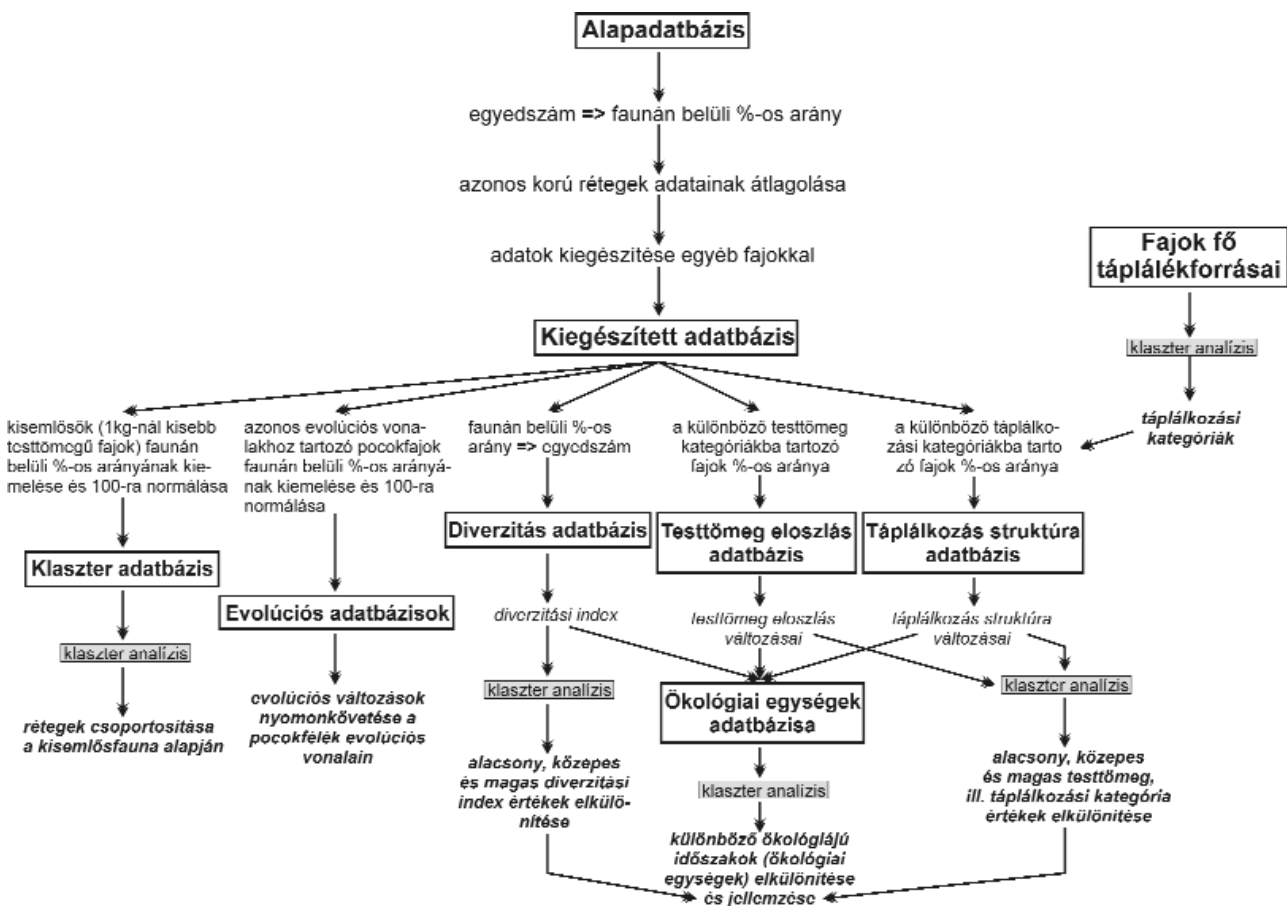 Alapadatbázis
egyedszám => faunán belüli %-os arány
azonos korú rétegek adatainak átlagolása
adatok kiegészítése egyéb fajokkal
Fajok fő
táplálékforrásai
Kiegészített adatbázis
klaszter analízis
táplálkozási
kategóriák
kisemlősök (1kg-nál kisebb
testtömegű fajok) faunán
belüli %-os arányának kie-
melése és 100-ra normálása
azonos evolúciós vona-
lakhoz tartozó pocokfajok
faunán belüli %-os arányá-
nak kiemelése és 100-ra
normálása
faunán belüli %-os
arány => egyedszám
a különböző testtömeg
kategóriákba tartozó
fajok %-os aránya
a különböző táplálko-
zási kategóriákba tarto
zó fajok %-os aránya
Klaszter adatbázis
Evolúciós adatbázisok
Diverzitás adatbázis
Testtömeg eloszlás
adatbázis
Táplálkozás struktúra
adatbázis
klaszter analízis
diverzitási index
testtömeg eloszlás
változásai
táplálkozás struktúra
változásai
rétegek csoportosítása
a kisemlősfauna alapján
evolúciós változások
nyomonkövetése a
pocokfélék evolúciós
vonalain
klaszter analízis
Ökológiai egységek
adatbázisa
klaszter analízis
alacsony, közepes
és magas diverzitási
index értékek elkülö-
nítése
klaszter analízis
alacsony, közepes
és magas testtömeg,
ill. táplálkozási kategória
értékek elkülönítése
különböző ökológiájú
időszakok (ökológiai
egységek) elkülönítése
és jellemzése